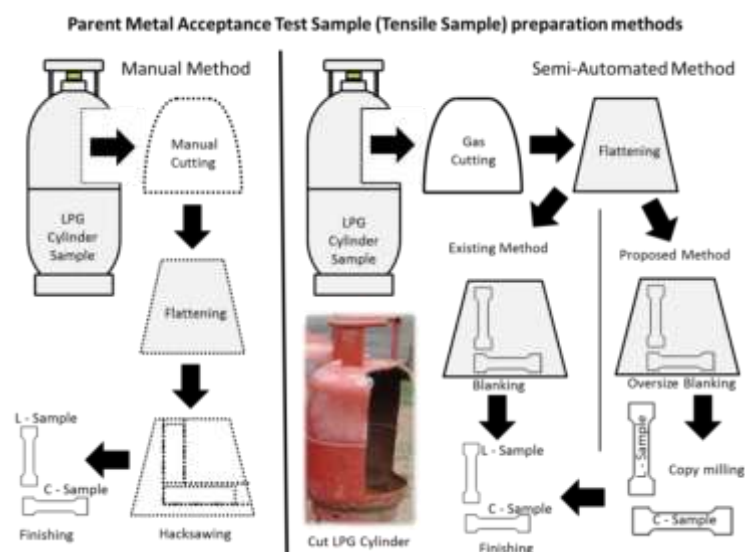 Parent Metal Acceptance Test Sample (Tensile Sample) preparation methods
Manual Method
Manual
Cutting
LPG
Cylinder
Sample
Flattening
L - Sample
C - Sample
Finishing
Hacksawing
Semi-Automated Method
Gas
Cutting
Flattening
LPG
Cylinder
Sample
Existing Method
Proposed Method
Blanking
Oversize Blanking
L - Sample
C - Sample
Finishing
L - Sample
Copy milling
C - Sample
Cut LPG Cylinder